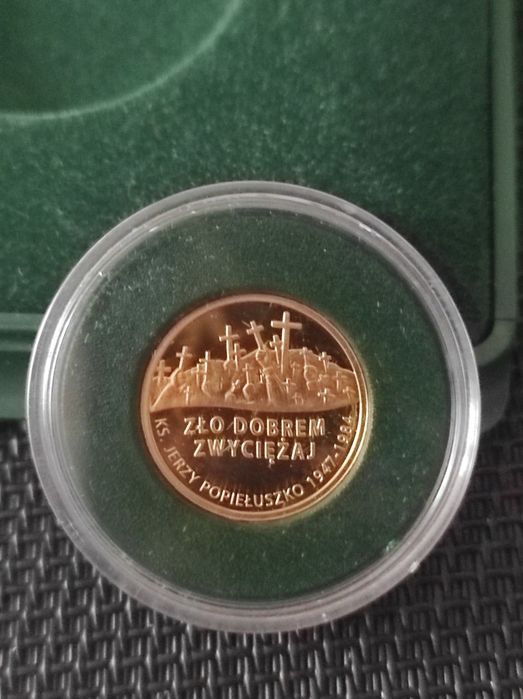 ZŁO DOBREM
ZWYCIĘŻAJ
KS. JERZY POPIEŁUSZKO 1947-1984